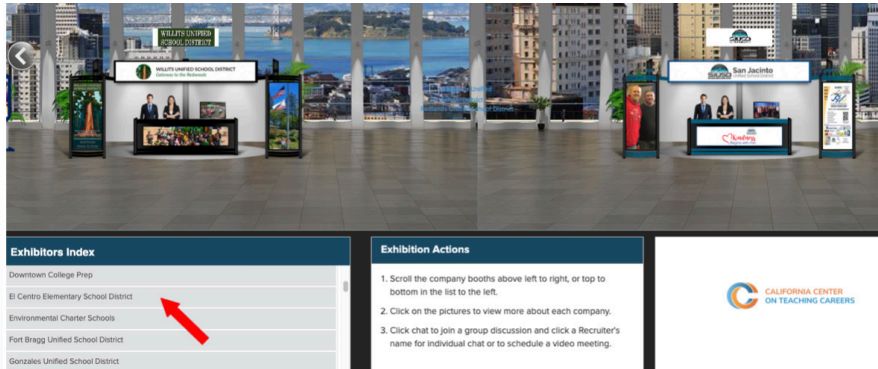 WILLITS UNIFIED
SCHOOL DISTRICT
WILLITS UNIFIED SCHOOL DISTRICT
Gateway to the Redwoods
SJUSD
San Jacinto
Unified School District
Exhibitors Index
Downtown College Prep
El Centro Elementary School District
Environmental Charter Schools
Fort Bragg Unified School District
Gonzales Unified School District
Exhibition Actions
1. Scroll the company booths above left to right, or top to
bottom in the list to the left.
2. Click on the pictures to view more about each company.
3. Click chat to join a group discussion and click a Recruiter's
name for individual chat or to schedule a video meeting.
CALIFORNIA CENTER
ON TEACHING CAREERS